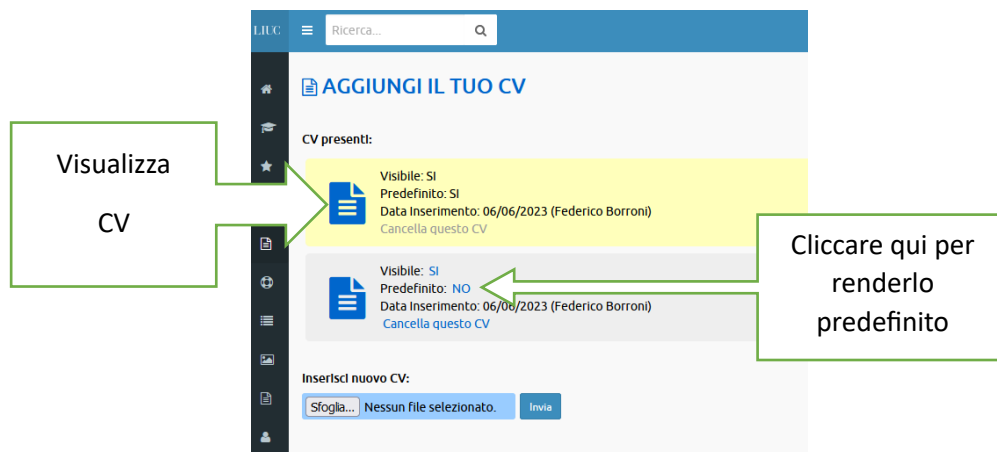 LIUC
Ricerca...
AGGIUNGI IL TUO CV
CV presenti:
Visualizza
CV
Visibile: SI
Predefinito: SI
Data Inserimento: 06/06/2023 (Federico Borroni)
Cancella questo CV
Cliccare qui per
renderlo
predefinito
Visibile: SI
Predefinito: NO
Data Inserimento: 06/06/2023 (Federico Borroni)
Cancella questo CV
Inserisci nuovo CV:
Sfoglia... Nessun file selezionato. Invia